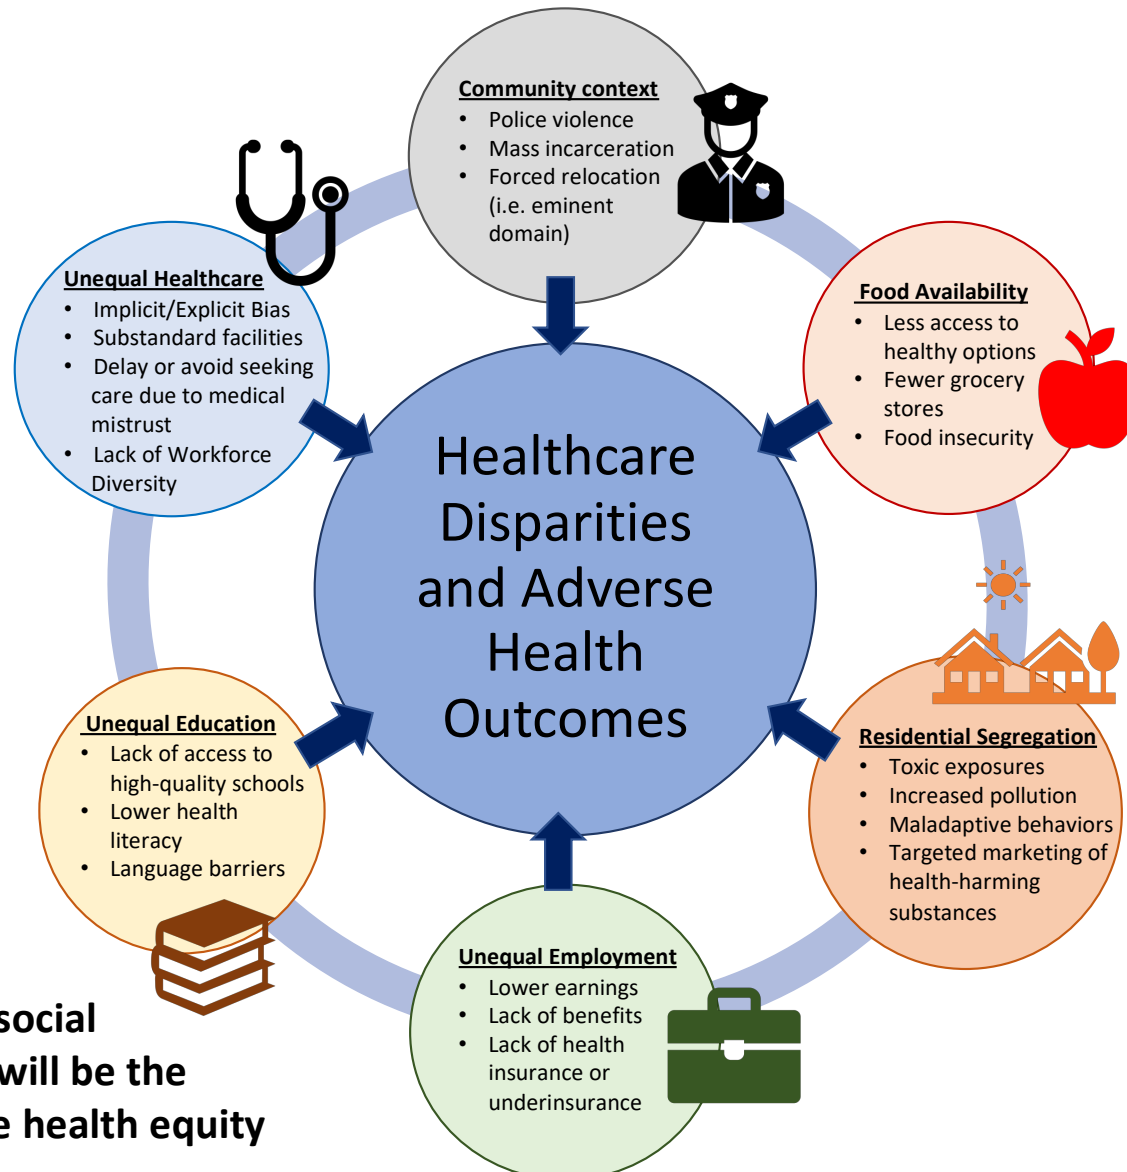 Community context
• Police violence
• Mass incarceration
• Forced relocation
(i.e. eminent
domain)
Unequal Healthcare
• Implicit/Explicit Bias
• Substandard facilities
• Delay or avoid seeking
care due to medical
mistrust
• Lack of Workforce
Diversity
Food Availability
• Less access to
healthy options
• Fewer grocery
stores
• Food insecurity
Healthcare
Disparities
and Adverse
Health
Outcomes
Unequal Education
• Lack of access to
high-quality schools
• Lower health
literacy
• Language barriers
Residential Segregation
• Toxic exposures
• Increased pollution
• Maladaptive behaviors
• Targeted marketing of
health-harming
substances
Unequal Employment
• Lower earnings
• Lack of benefits
• Lack of health
insurance or
underinsurance
social
will be the
e health equity